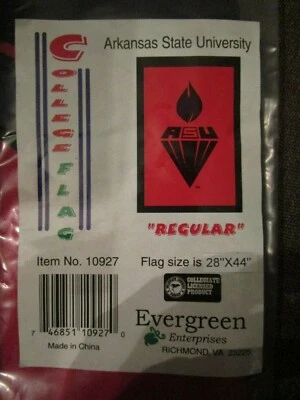 COLLEGE FLAG
Arkansas State University
ASU
"REGULAR"
Item No. 10927
Flag size is 28"X44"
COLLEGIATE
LICENSED
PRODUCT
7 46851 10927 0
Made in China
Evergreen
Enterprises
RICHMOND, VA 23225